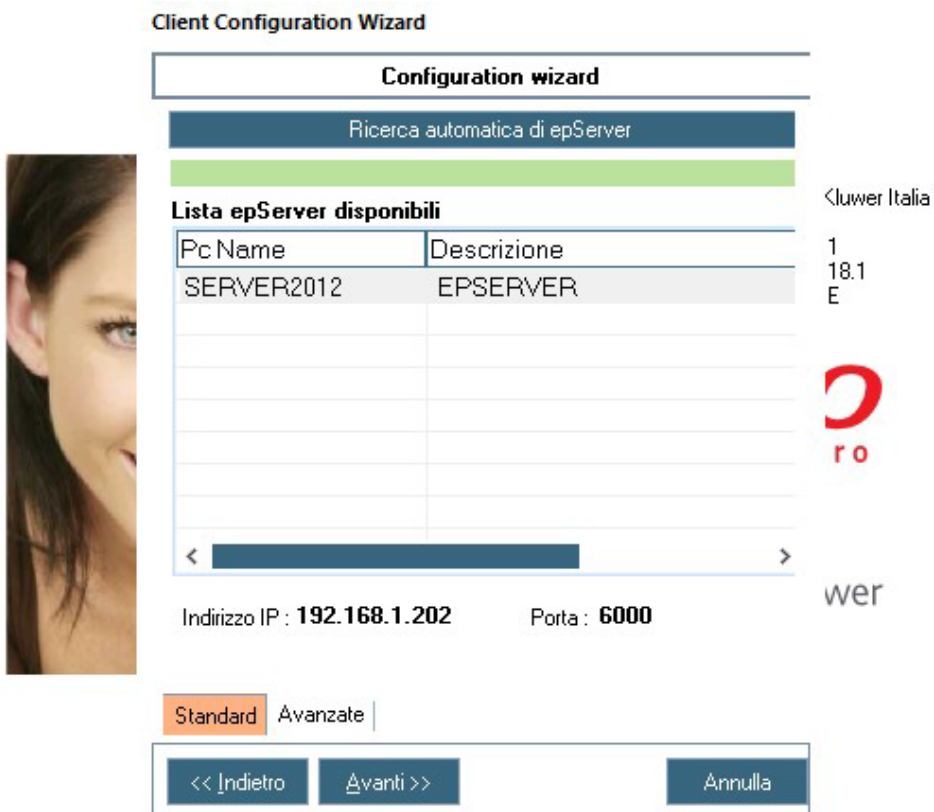 Client Configuration Wizard
Configuration wizard
Ricerca automatica di epServer
Lista epServer disponibili
Pc Name Descrizione
SERVER2012 EPSERVER
Indirizzo IP : 192.168.1.202 Porta : 6000
Standard Avanzate
<< Indietro Avanti >> Annulla
Kluwer Italia
1
18.1
E
ro
wer